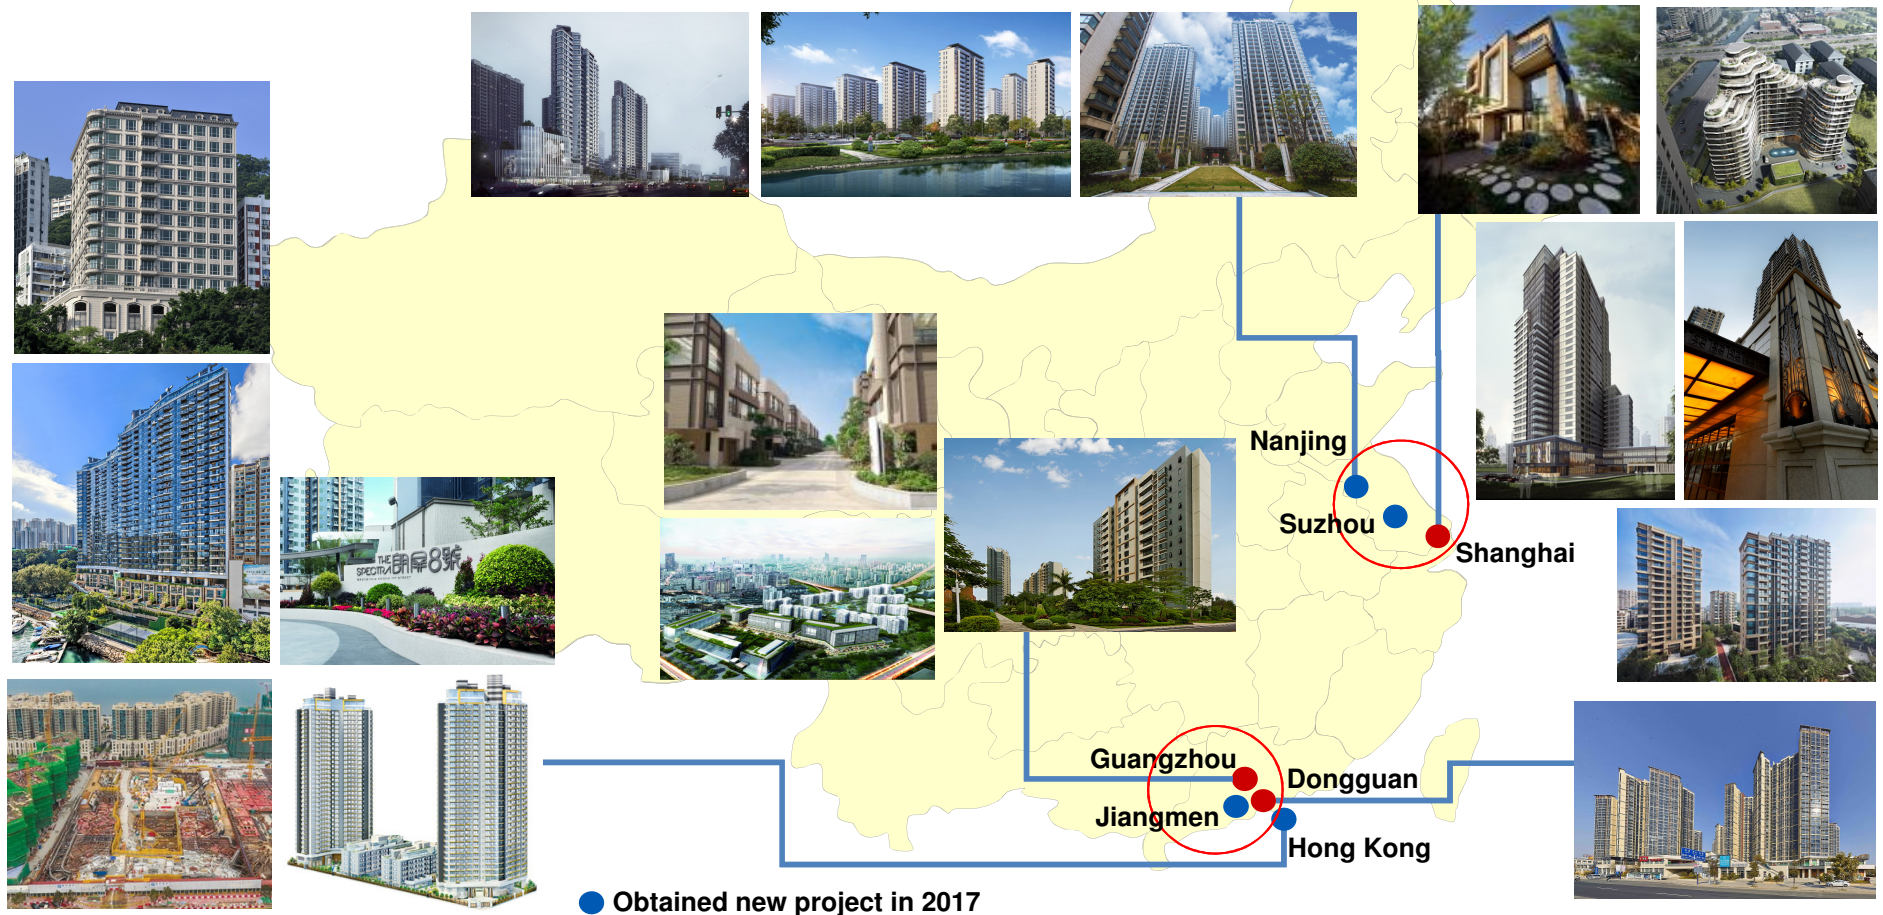 Nanjing
Suzhou
Shanghai
THE
SPECTRA
Guangzhou
Dongguan
Jiangmen
Hong Kong
Obtained new project in 2017